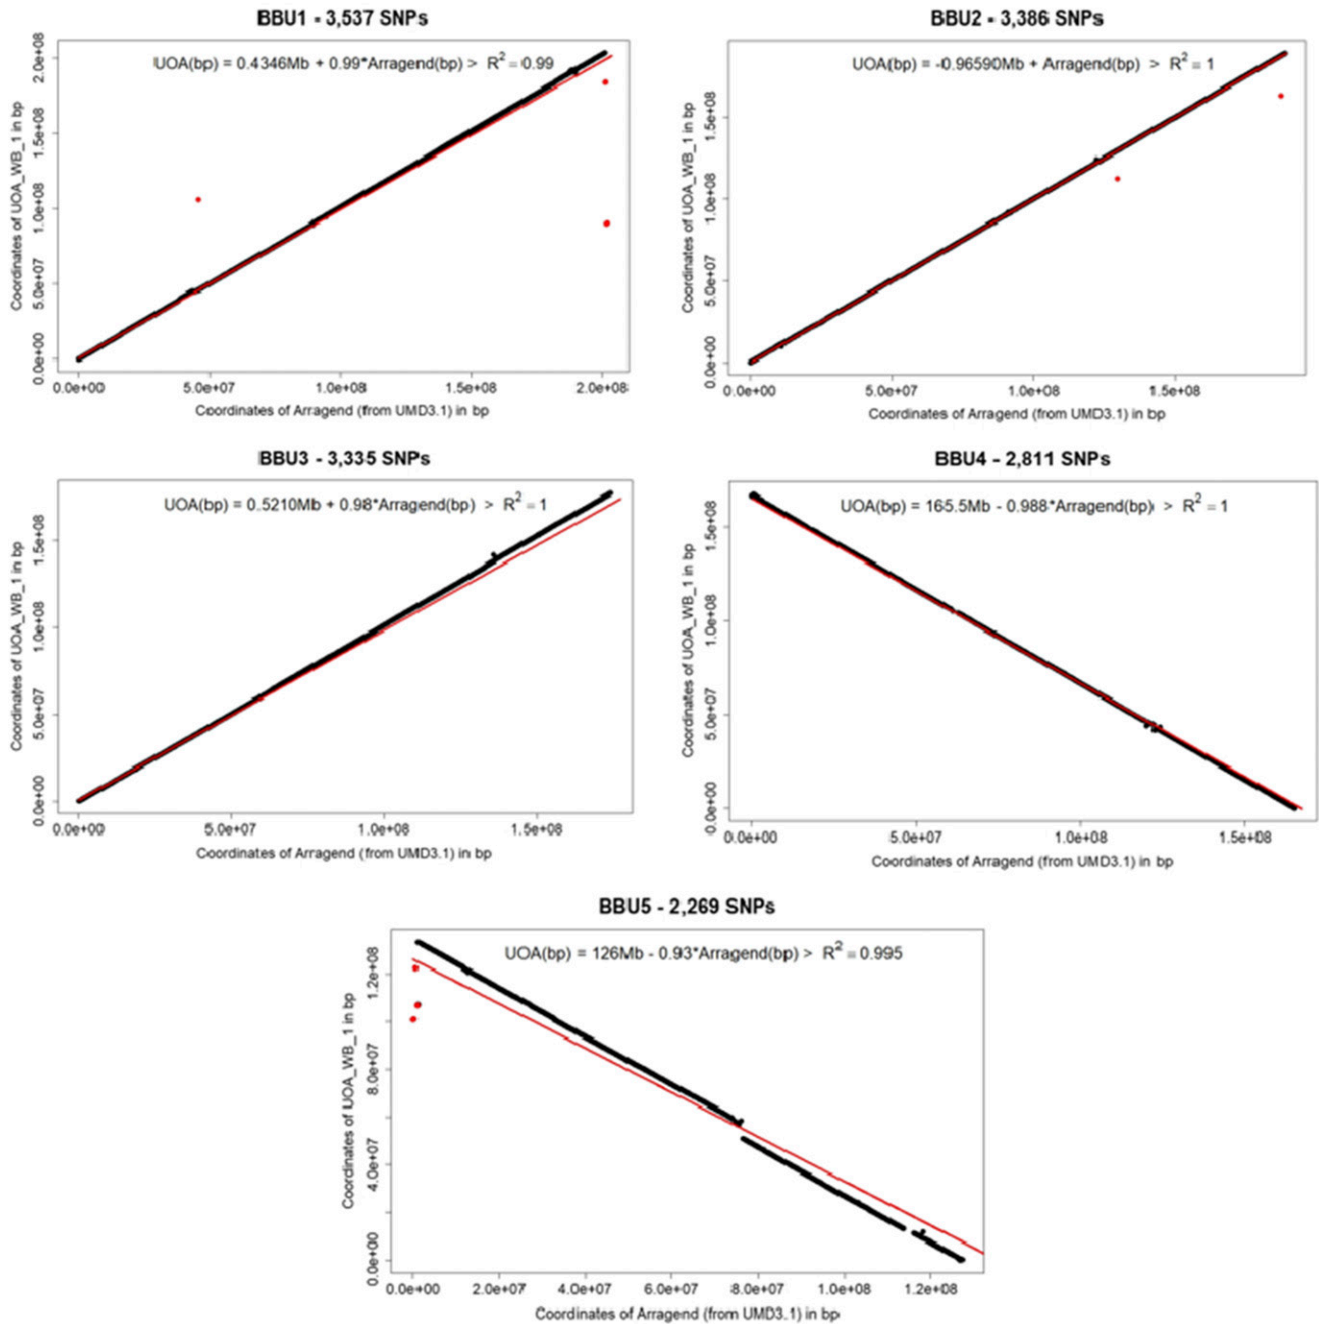 BBU1 - 3,537 SNPs
UOA(bp) = 0.4346Mb + 0.99*Arragend(bp) > R² = 0.99
Coordinates of UOA_WB_1 in bp
0.0e+00 5.0e+07 1.0e+08 1.5e+08 2.0e+08
0.0e+00 5.0e+07 1.0e+08 1.5e+08 2.0e+08
Coordinates of Arragend (from UMD3.1) in bp
BBU2 - 3,386 SNPs
UOA(bp) = -0.96590Mb + Arragend(bp) > R² = 1
Coordinates of UOA_WB_1 in bp
0.0e+00 5.0e+07 1.0e+08 1.5e+08
0.0e+00 5.0e+07 1.0e+08 1.5e+08
Coordinates of Arragend (from UMD3.1) in bp
BBU3 - 3,335 SNPs
UOA(bp) = 0.5210Mb + 0.98*Arragend(bp) > R² = 1
Coordinates of UOA_WB_1 in bp
0.0e+00 5.0e+07 1.0e+08 1.5e+08
0.0e+00 5.0e+07 1.0e+08 1.5e+08
Coordinates of Arragend (from UMD3.1) in bp
BBU4 - 2,811 SNPs
UOA(bp) = 165.5Mb - 0.988*Arragend(bp) > R² = 1
Coordinates of UOA_WB_1 in bp
0.0e+00 5.0e+07 1.0e+08 1.5e+08
0.0e+00 5.0e+07 1.0e+08 1.5e+08
Coordinates of Arragend (from UMD3.1) in bp
BBU5 - 2,269 SNPs
UOA(bp) = 126Mb - 0.93*Arragend(bp) > R² = 0.995
Coordinates of UOA_WB_1 in bp
0.0e+00 4.0e+07 8.0e+07 1.2e+08
0.0e+00 2.0e+07 4.0e+07 6.0e+07 8.0e+07 1.0e+08 1.2e+08
Coordinates of Arragend (from UMD3.1) in bp